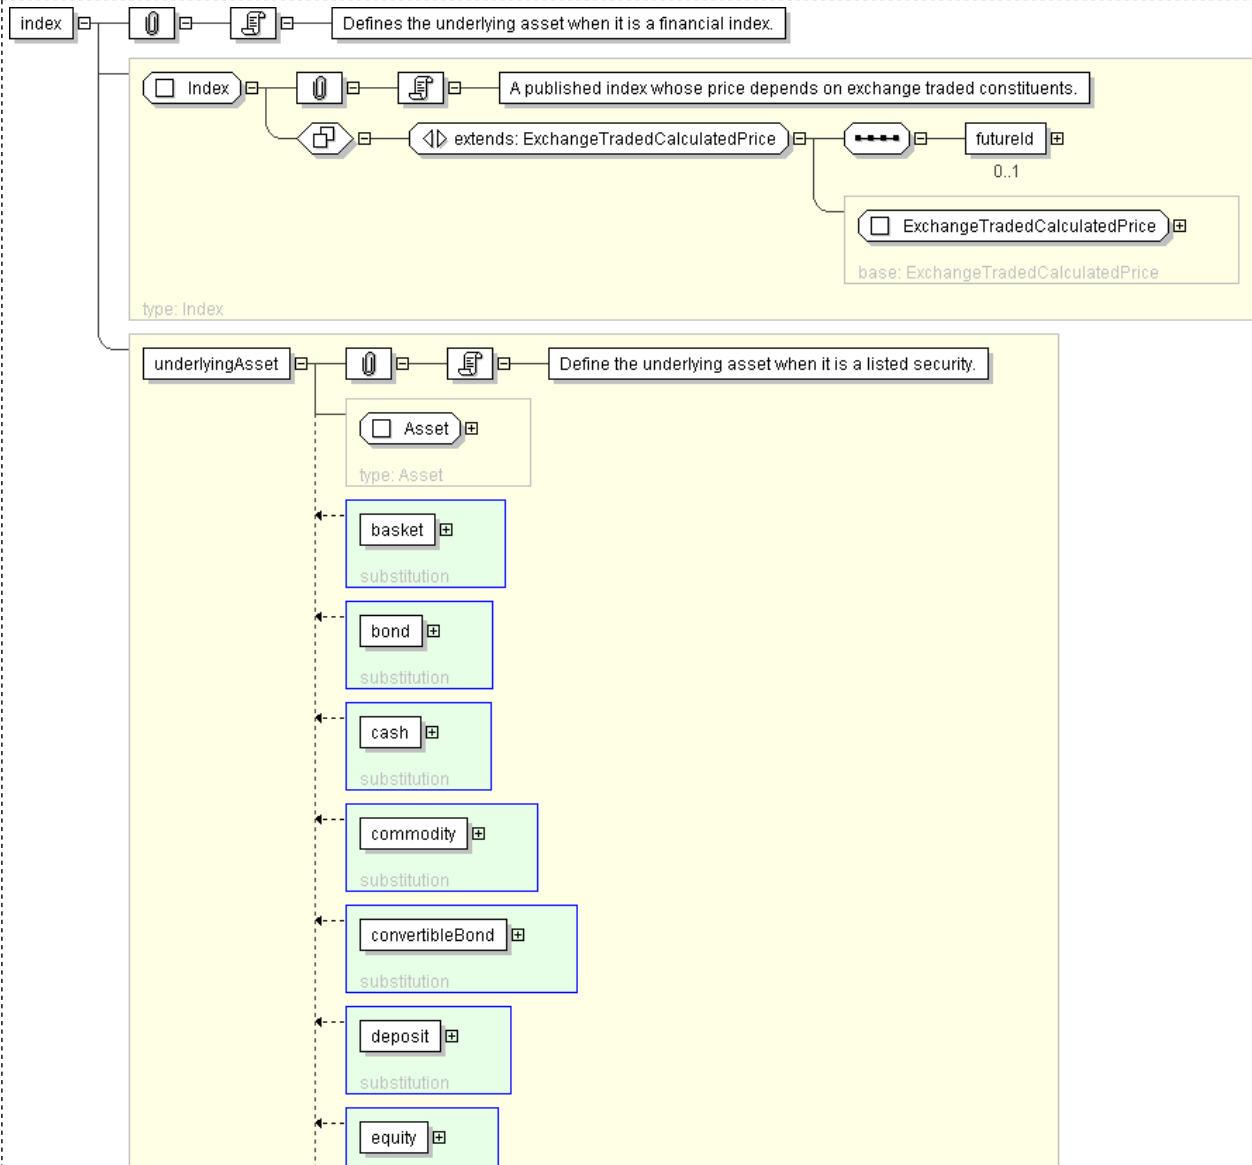 index
Defines the underlying asset when it is a financial index.
Index
A published index whose price depends on exchange traded constituents.
extends: ExchangeTradedCalculatedPrice
futureId
0..1
ExchangeTradedCalculatedPrice
base: ExchangeTradedCalculatedPrice
type: Index
underlyingAsset
Define the underlying asset when it is a listed security.
Asset
type: Asset
basket
substitution
bond
substitution
cash
substitution
commodity
substitution
convertibleBond
substitution
deposit
substitution
equity